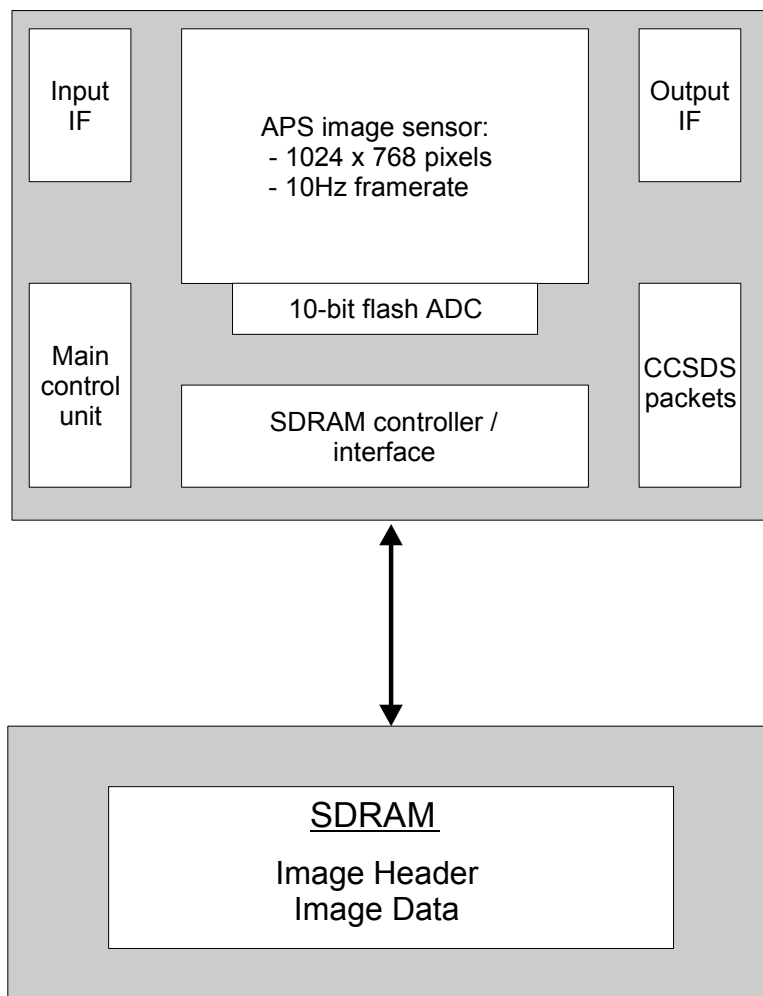 Input
IF
APS image sensor:
- 1024 x 768 pixels
- 10Hz framerate
Output
IF
10-bit flash ADC
Main
control
unit
SDRAM controller /
interface
CCSDS
packets
SDRAM
Image Header
Image Data